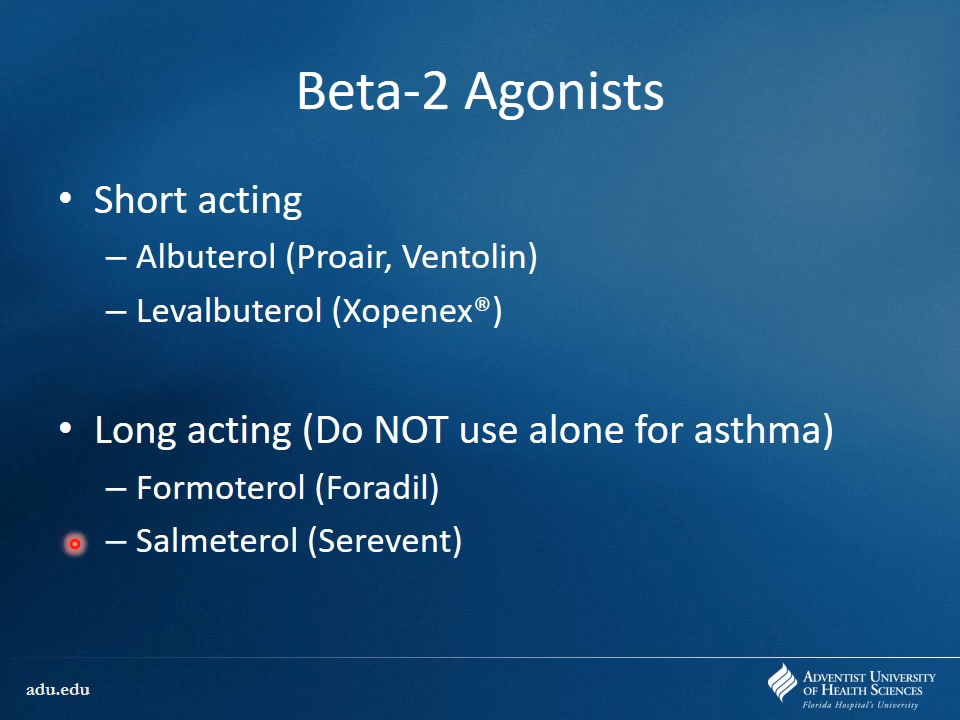 Beta-2 Agonists
• Short acting
– Albuterol (Proair, Ventolin)
– Levalbuterol (Xopenex®)
• Long acting (Do NOT use alone for asthma)
– Formoterol (Foradil)
– Salmeterol (Serevent)
adu.edu
ADVENTIST UNIVERSITY
OF HEALTH SCIENCES
Florida Hospital's University